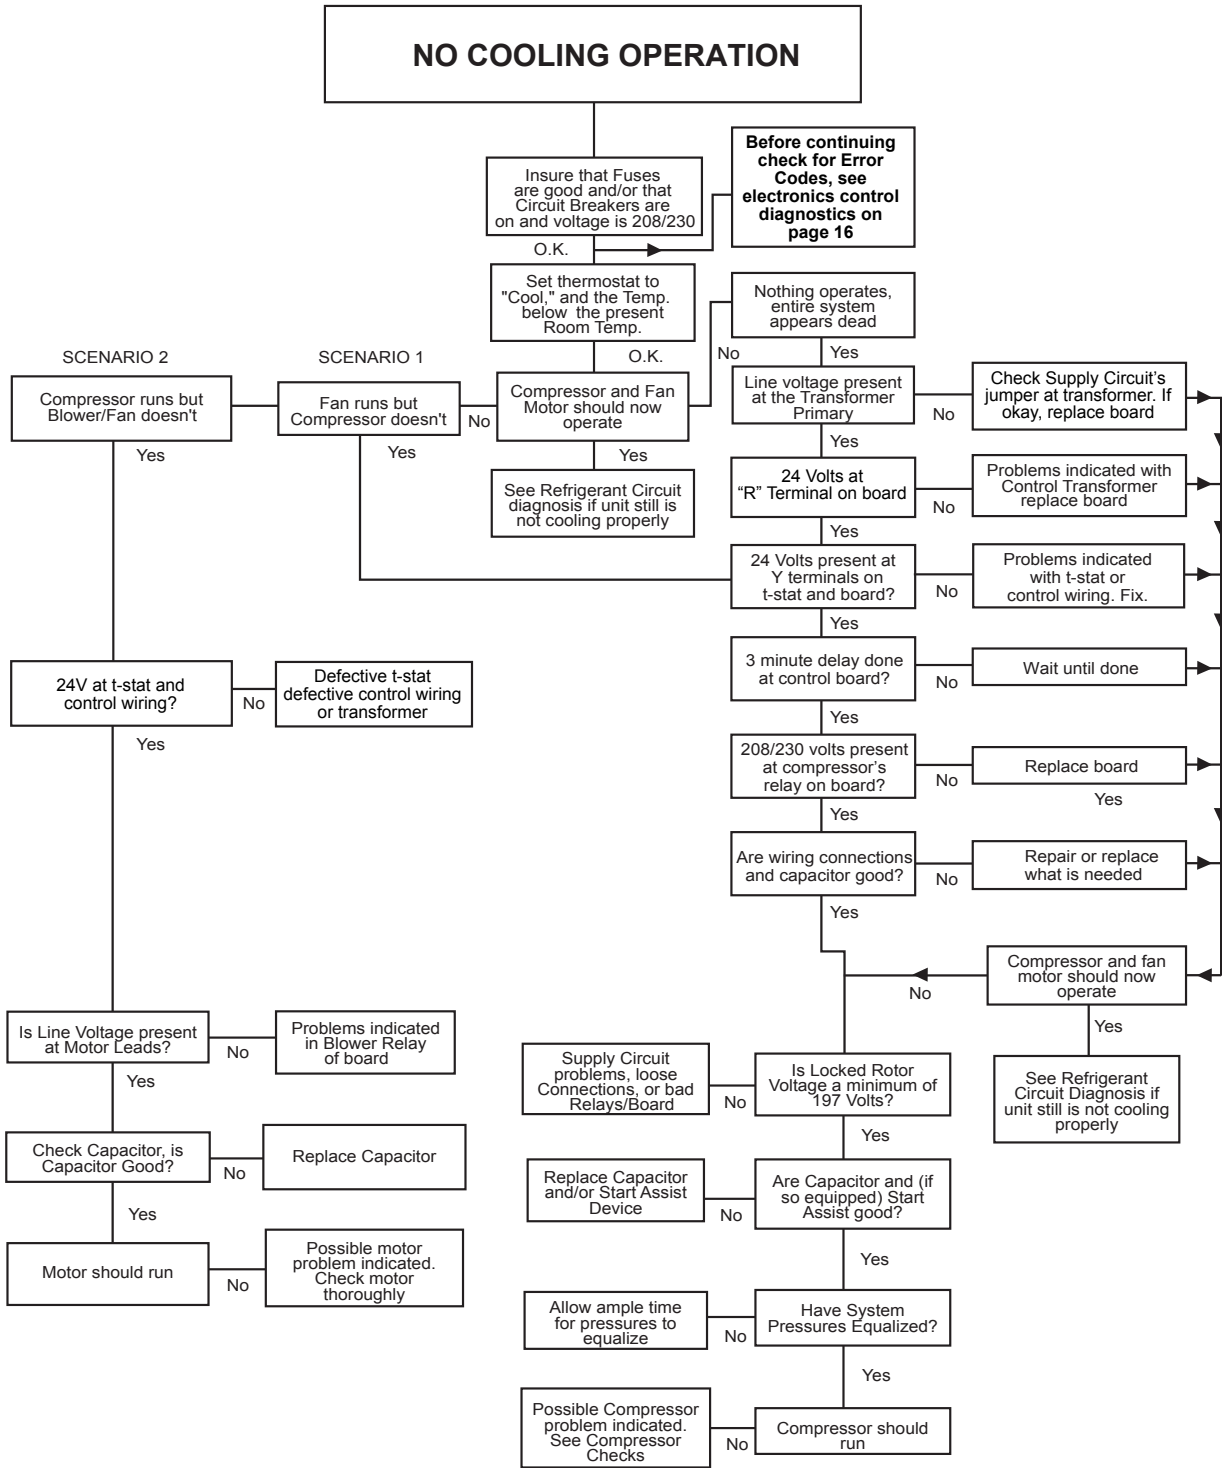 NO COOLING OPERATION
Insure that Fuses
are good and/or that
Circuit Breakers are
on and voltage is 208/230
Before continuing
check for Error
Codes, see
electronics control
diagnostics on
page 16
O.K.
Set thermostat to
"Cool," and the Temp.
below the present
Room Temp.
Nothing operates,
entire system
appears dead
O.K.
No
Yes
SCENARIO 2
SCENARIO 1
Compressor runs but
Blower/Fan doesn't
Fan runs but
Compressor doesn't
No
Compressor and Fan
Motor should now
operate
Line voltage present
at the Transformer
Primary
No
Check Supply Circuit's
jumper at transformer. If
okay, replace board
Yes
Yes
Yes
Yes
See Refrigerant Circuit
diagnosis if unit still is
not cooling properly
24 Volts at
“R” Terminal on board
No
Problems indicated with
Control Transformer
replace board
Yes
24 Volts present at
Y terminals on
t-stat and board?
No
Problems indicated
with t-stat or
control wiring. Fix.
Yes
24V at t-stat and
control wiring?
No
Defective t-stat
defective control wiring
or transformer
3 minute delay done
at control board?
No
Wait until done
Yes
Yes
208/230 volts present
at compressor’s
relay on board?
No
Replace board
Yes
Yes
Are wiring connections
and capacitor good?
No
Repair or replace
what is needed
Yes
Compressor and fan
motor should now
operate
No
Yes
Is Line Voltage present
at Motor Leads?
No
Problems indicated
in Blower Relay
of board
Yes
Supply Circuit
problems, loose
Connections, or bad
Relays/Board
No
Is Locked Rotor
Voltage a minimum of
197 Volts?
See Refrigerant
Circuit Diagnosis if
unit still is not cooling
properly
Yes
Check Capacitor, is
Capacitor Good?
No
Replace Capacitor
Yes
Replace Capacitor
and/or Start Assist
Device
No
Are Capacitor and (if
so equipped) Start
Assist good?
Yes
Motor should run
No
Possible motor
problem indicated.
Check motor
thoroughly
Allow ample time
for pressures to
equalize
No
Have System
Pressures Equalized?
Yes
Possible Compressor
problem indicated.
See Compressor
Checks
No
Compressor should
run